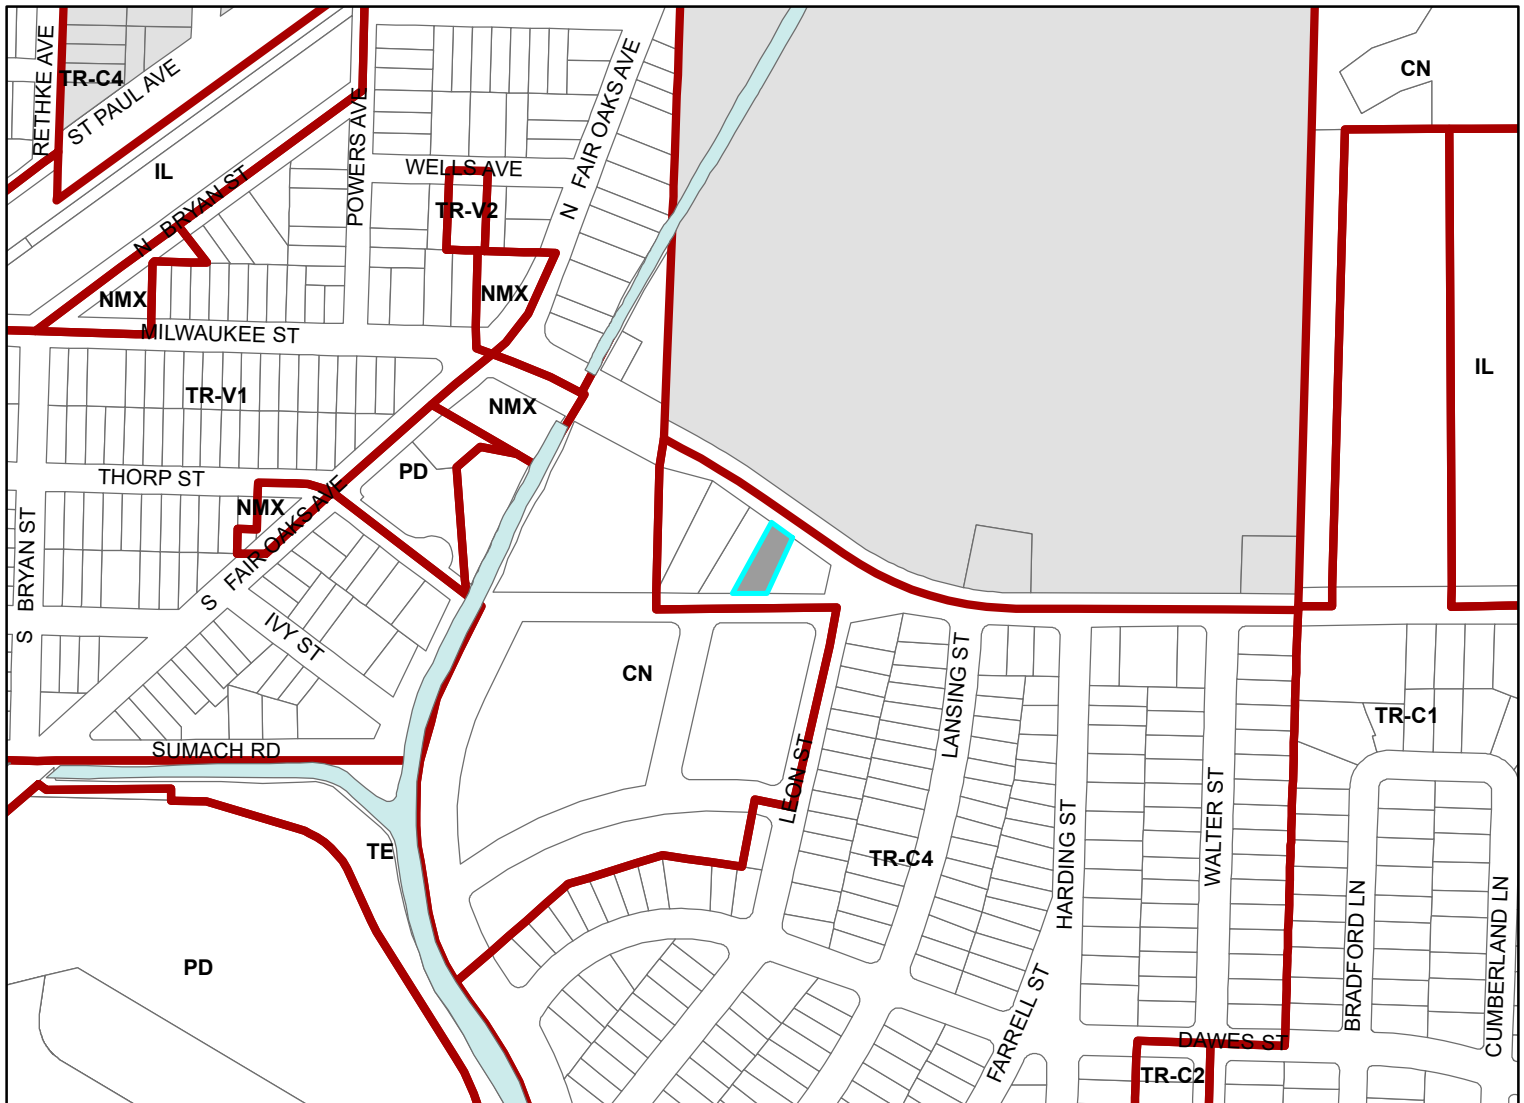 RETHKE AVE
TR-C4
ST PAUL AVE
CN
N FAIR OAKS AVE
POWERS AVE
IL
WELLS AVE
N BRYAN ST
TR-V2
NMX
NMX
MILWAUKEE ST
IL
TR-V1
NMX
THORP ST
PD
NMX
S FAIR OAKS AVE
S BRYAN ST
IVY ST
CN
LANSING ST
TR-C1
SUMACH RD
LEON ST
WALTER ST
TE
TR-C4
HARDING ST
BRADFORD LN
CUMBERLAND LN
PD
FARRELL ST
DAWES ST
TR-C2